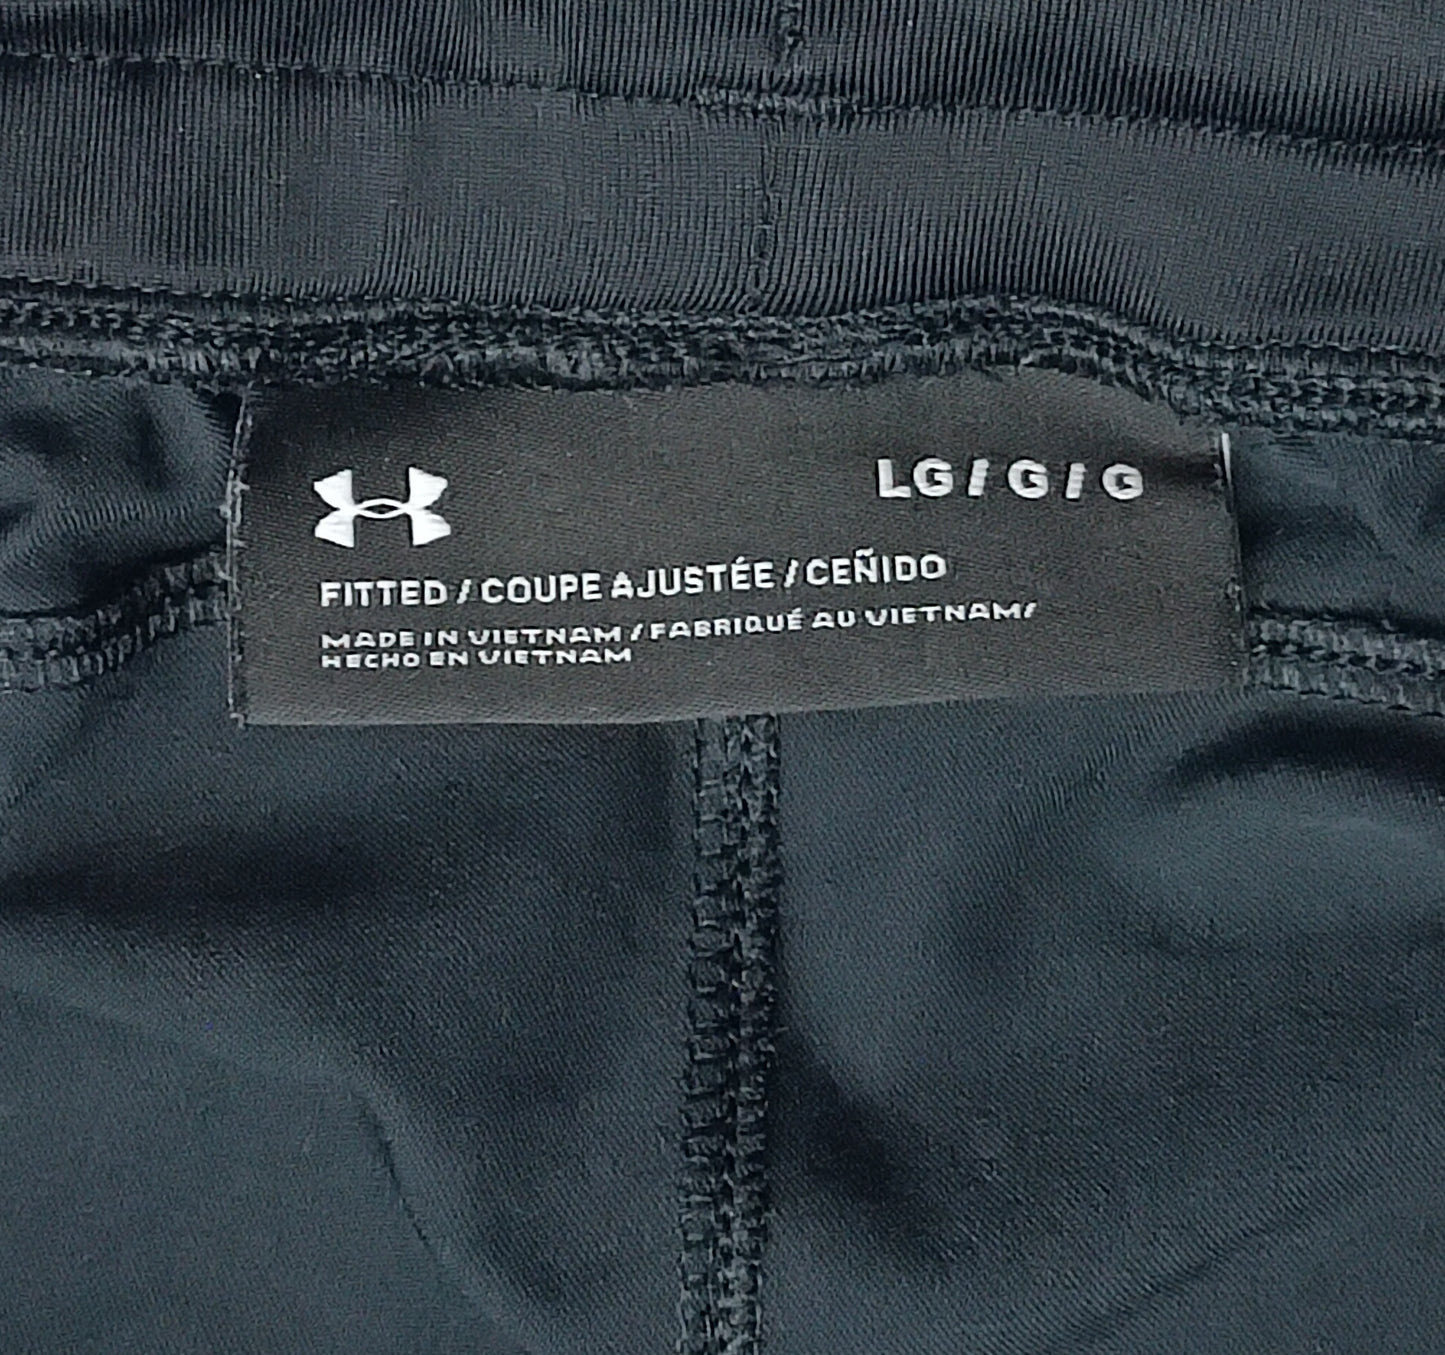 LG / G / G
FITTED / COUPE AJUSTÉE / CEÑIDO
MADE IN VIETNAM / FABRIQUÉ AU VIETNAM/
HECHO EN VIETNAM